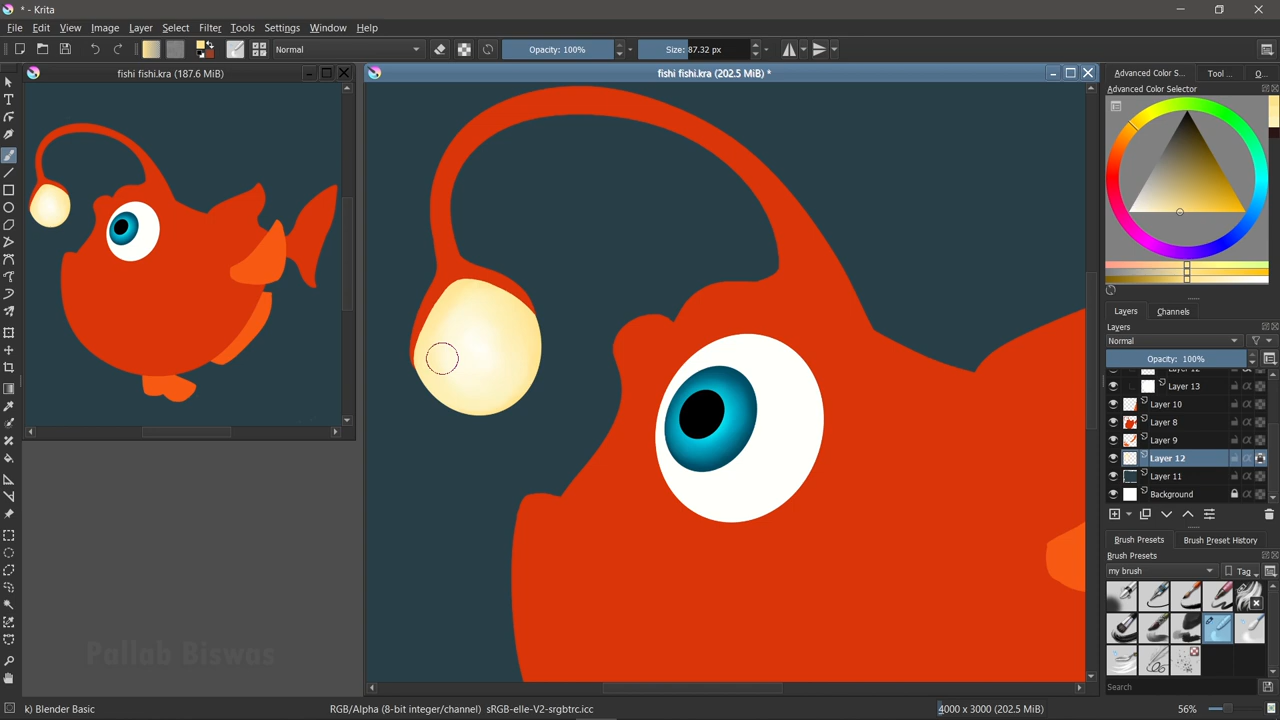 * - Krita
File Edit View Image Layer Select Filter Tools Settings Window Help
Normal Opacity: 100% Size: 87.32 px
fishi fishi.kra (187.6 MiB)
fishi fishi.kra (202.5 MiB) *
Advanced Color S... Tool ... O...
Advanced Color Selector
Layers Channels
Layers
Normal
Opacity: 100%
Layer 12
Layer 13
Layer 10
Layer 8
Layer 9
Layer 12
Layer 11
Background
Brush Presets Brush Preset History
Brush Presets
my brush Tag
Search
Pallab Biswas
k) Blender Basic RGB/Alpha (8-bit integer/channel) sRGB-elle-V2-srgbtrc.icc 4000 x 3000 (202.5 MiB) 56%